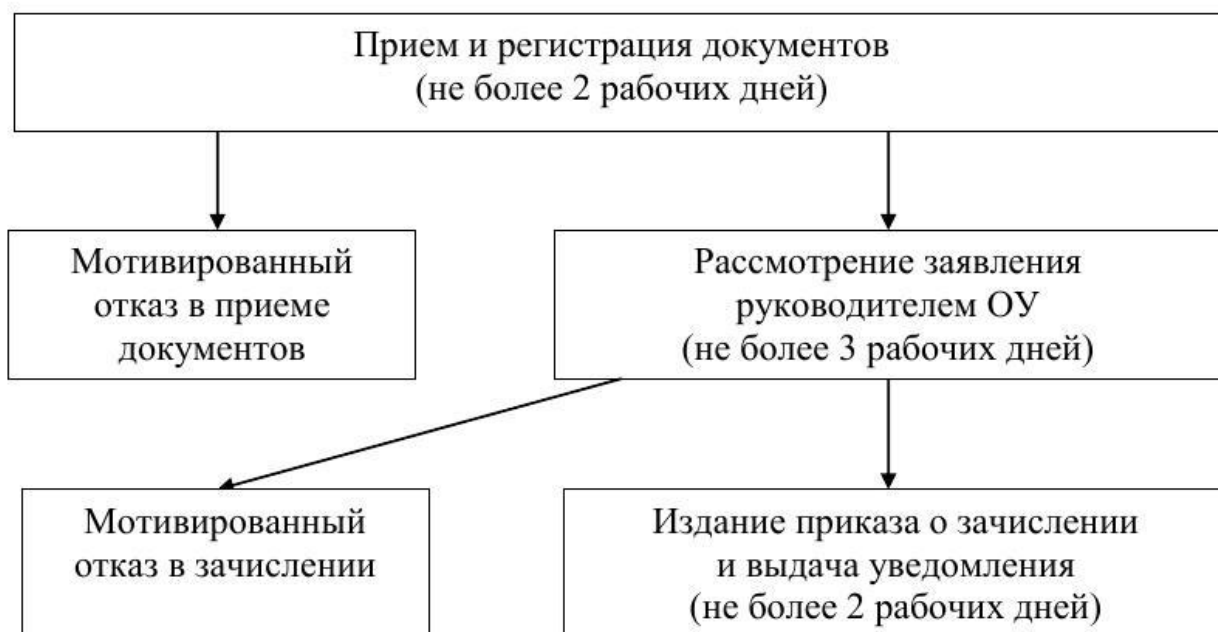 Прием и регистрация документов
(не более 2 рабочих дней)
Мотивированный
отказ в приеме
документов
Рассмотрение заявления
руководителем ОУ
(не более 3 рабочих дней)
Мотивированный
отказ в зачислении
Издание приказа о зачислении
и выдача уведомления
(не более 2 рабочих дней)